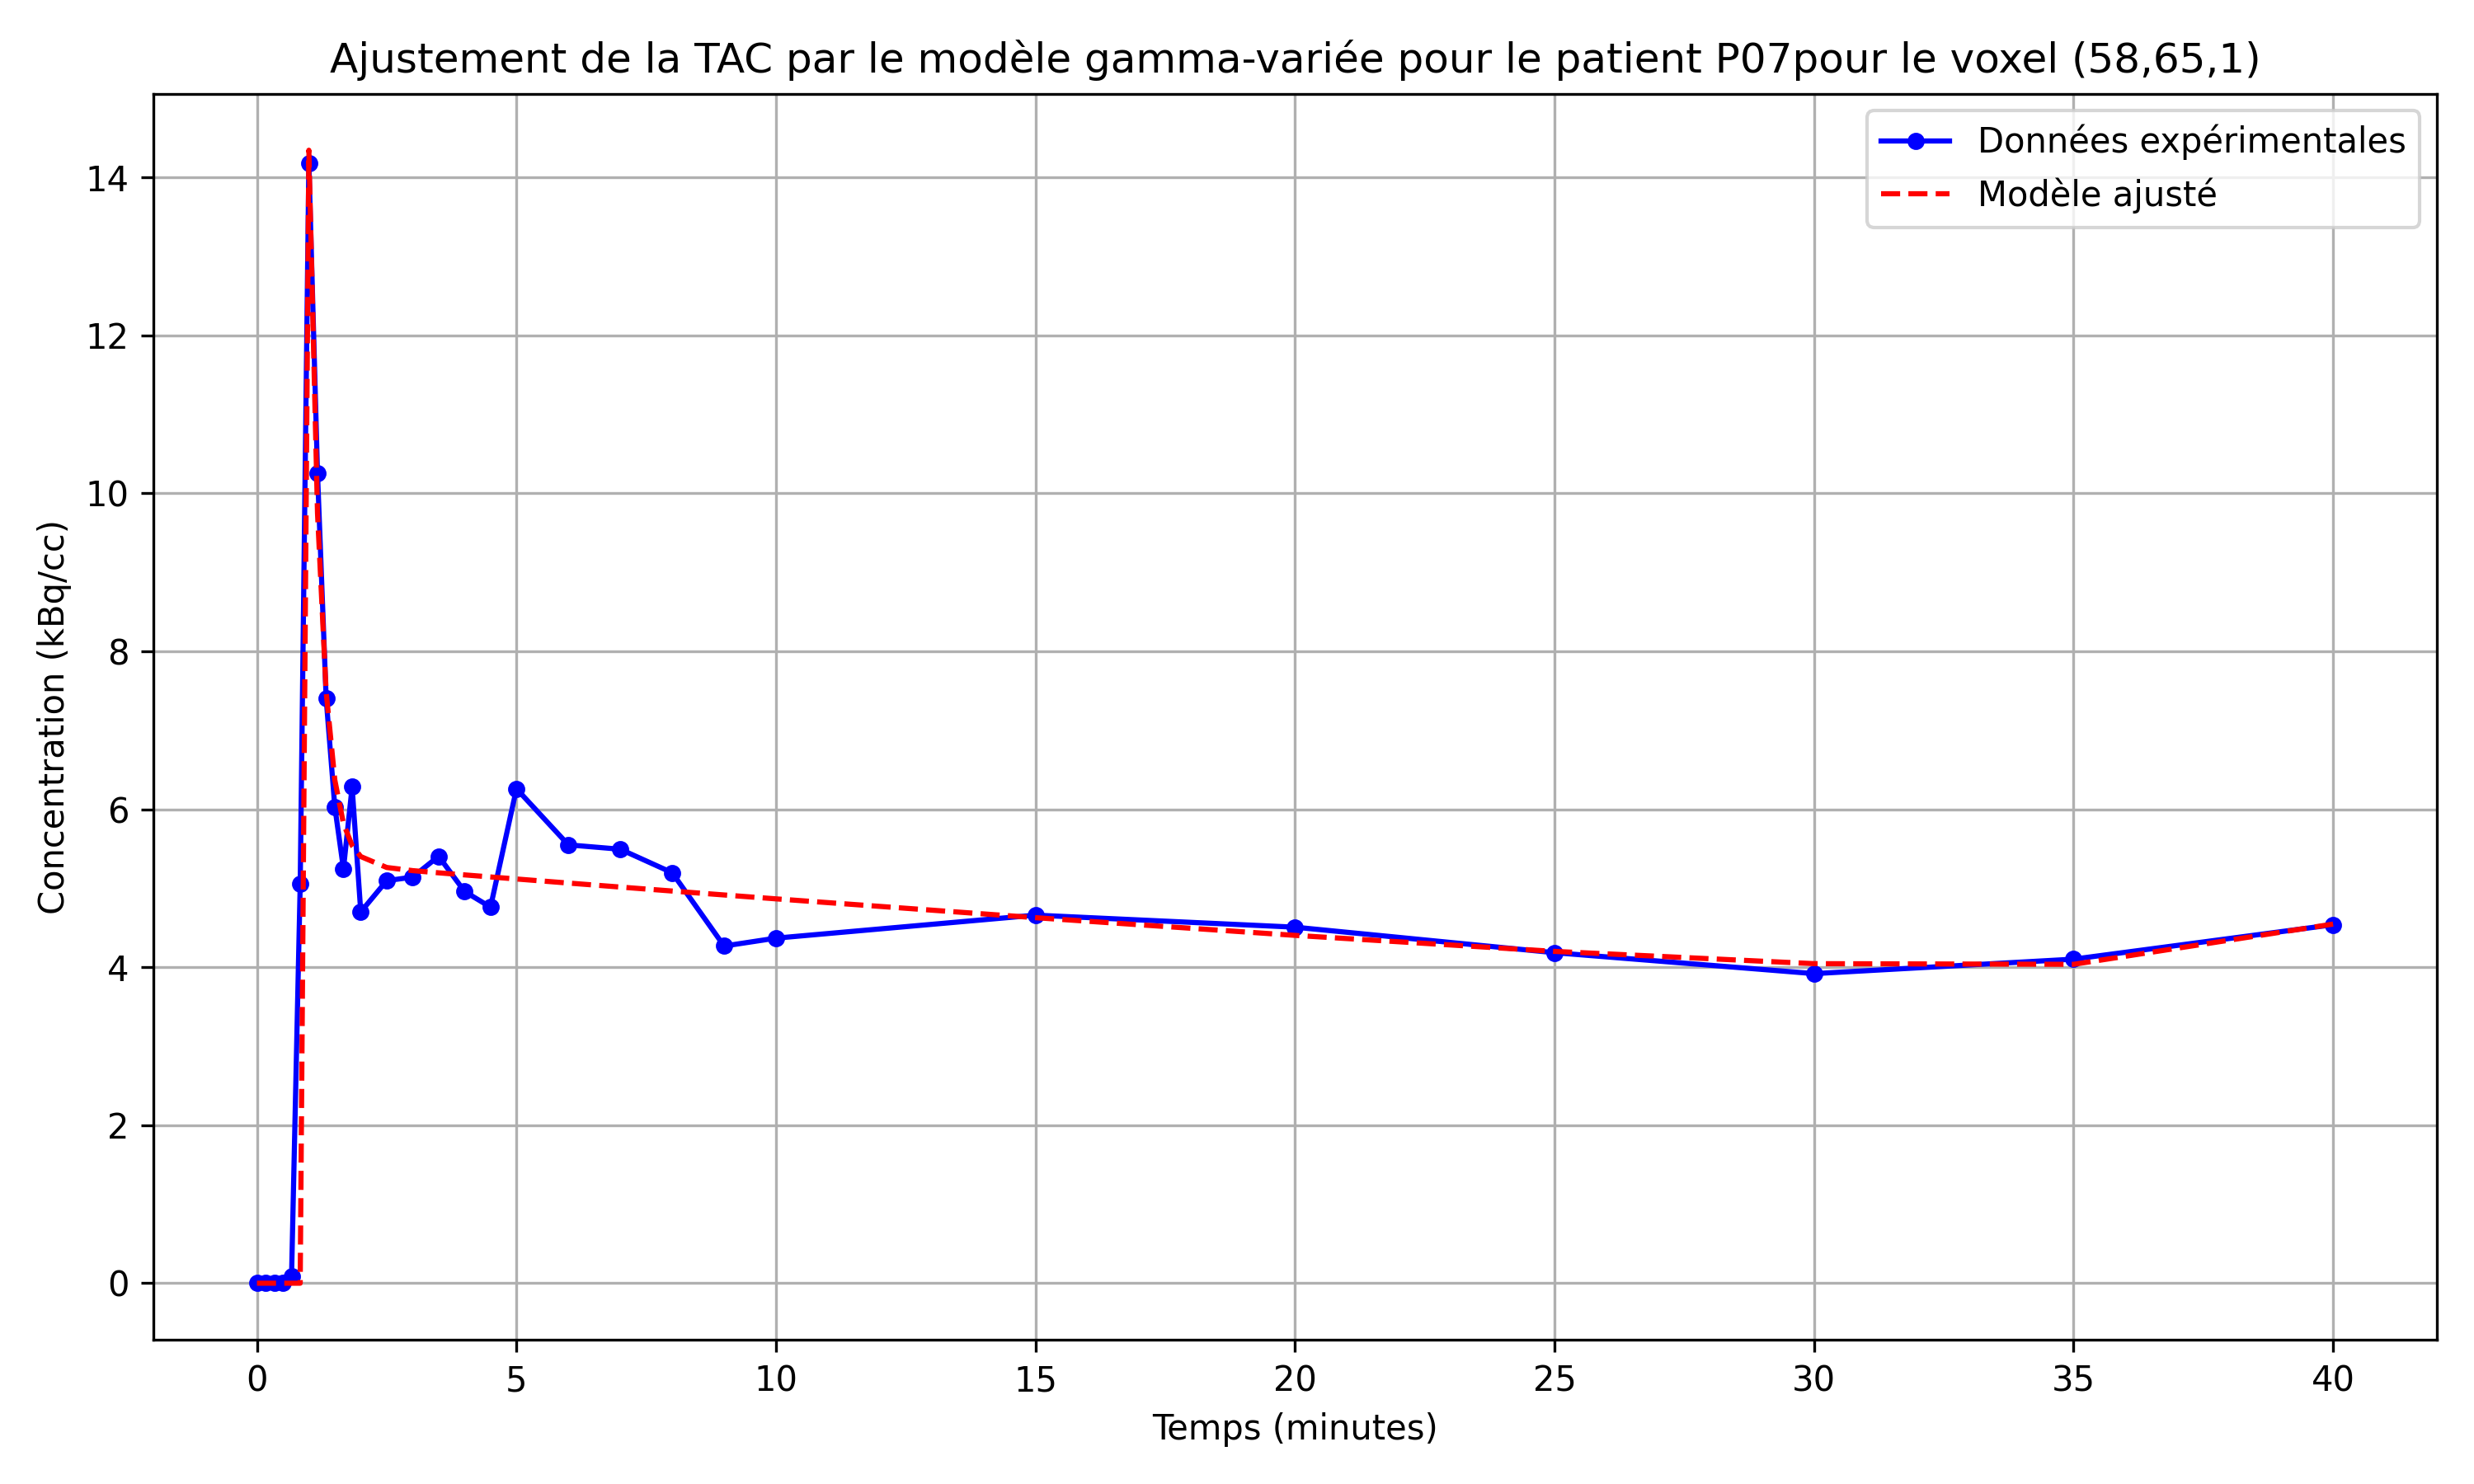 Ajustement de la TAC par le modèle gamma-variée pour le patient P07pour le voxel (58,65,1)
Données expérimentales
Modèle ajusté
14
12
10
8
6
4
2
0
Concentration (kBq/cc)
0 5 10 15 20 25 30 35 40
Temps (minutes)